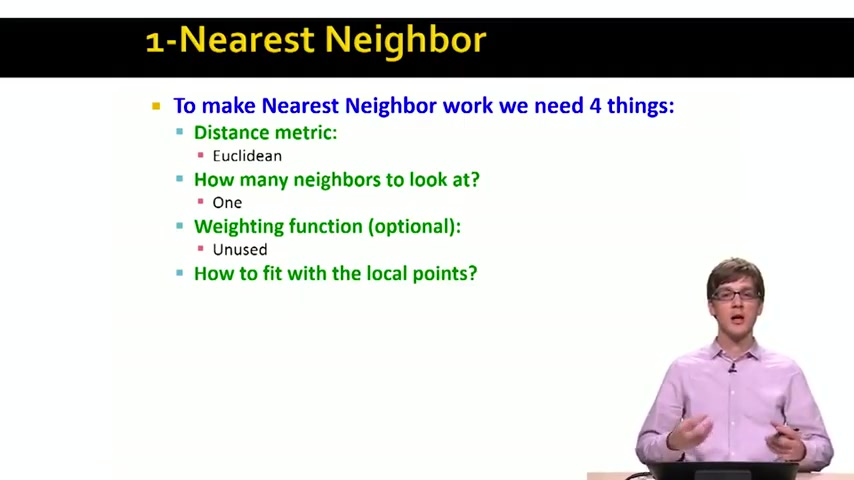 1-Nearest Neighbor
To make Nearest Neighbor work we need 4 things:
Distance metric:
Euclidean
How many neighbors to look at?
One
Weighting function (optional):
Unused
How to fit with the local points?